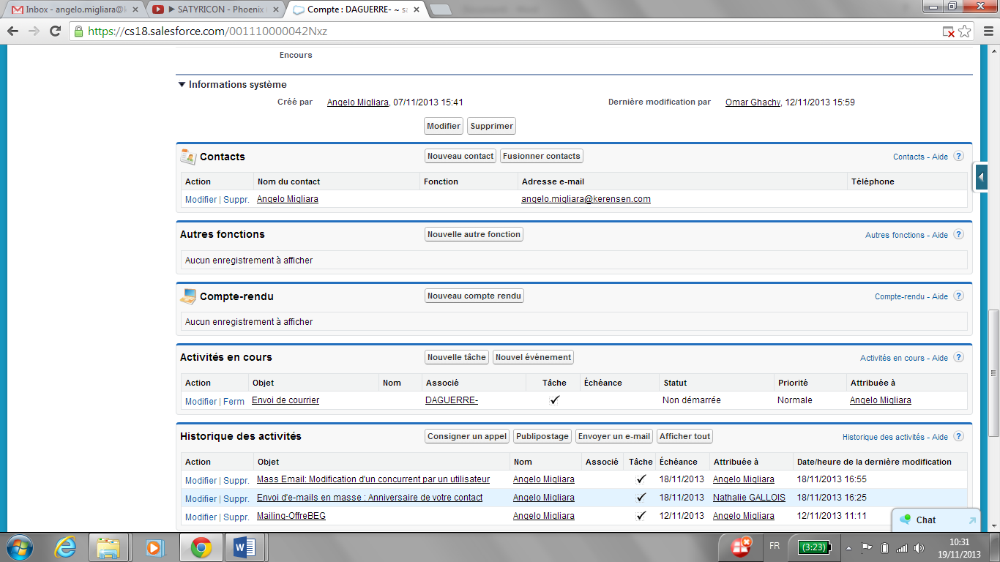 Inbox - angelo.migliara@k
▶ SATYRICON - Phoenix
Compte : DAGUERRE- ~ sa
https://cs18.salesforce.com/001110000042Nxz
Encours
Informations système
Créé par Angelo Migliara, 07/11/2013 15:41 Dernière modification par Omar Ghachy, 12/11/2013 15:59
Modifier Supprimer
Contacts Nouveau contact Fusionner contacts Contacts - Aide ?
Action Nom du contact Fonction Adresse e-mail Téléphone
Modifier | Suppr. Angelo Migliara angelo.migliara@kerensen.com
Autres fonctions Nouvelle autre fonction Autres fonctions - Aide ?
Aucun enregistrement à afficher
Compte-rendu Nouveau compte rendu Compte-rendu - Aide ?
Aucun enregistrement à afficher
Activités en cours Nouvelle tâche Nouvel événement Activités en cours - Aide ?
Action Objet Nom Associé Tâche Échéance Statut Priorité Attribuée à
Modifier | Ferm Envoi de courrier DAGUERRE- Non démarrée Normale Angelo Migliara
Historique des activités Consigner un appel Publipostage Envoyer un e-mail Afficher tout Historique des activités - Aide ?
Action Objet Nom Associé Tâche Échéance Attribuée à Date/heure de la dernière modification
Modifier | Suppr. Mass Email: Modification d'un concurrent par un utilisateur Angelo Migliara 18/11/2013 Angelo Migliara 18/11/2013 16:55
Modifier | Suppr. Envoi d'e-mails en masse : Anniversaire de votre contact Angelo Migliara 18/11/2013 Nathalie GALLOIS 18/11/2013 16:25
Modifier | Suppr. Mailing-OffreBEG Angelo Migliara 12/11/2013 Angelo Migliara 12/11/2013 11:11
Chat
FR (3:23) 10:31
19/11/2013